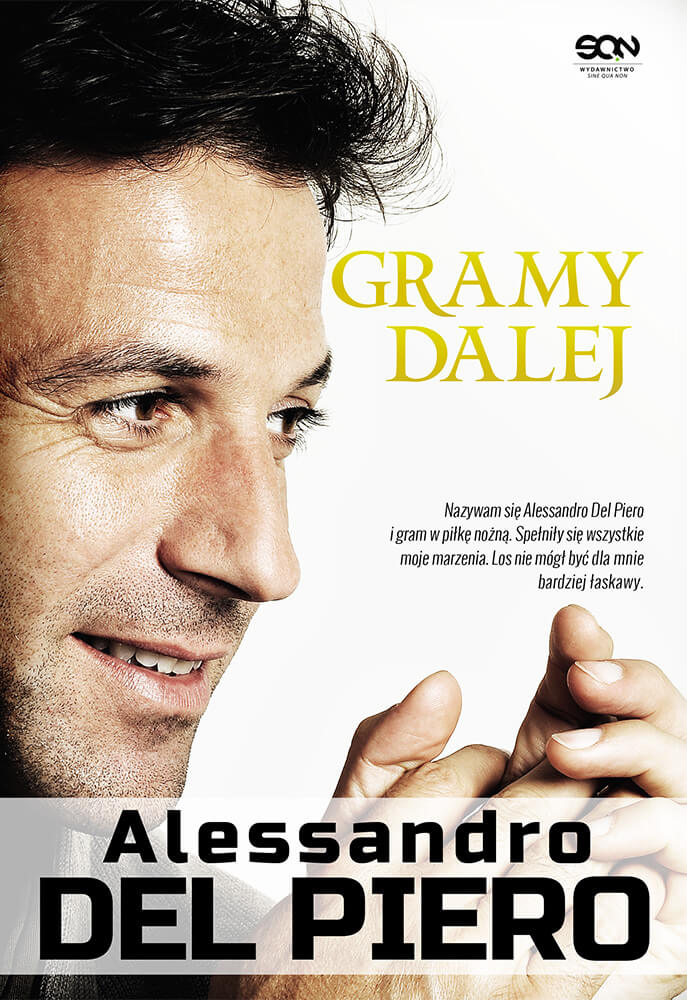 SQN
WYDAWNICTWO
SINE QUA NON
GRAMY
DALEJ
Nazywam się Alessandro Del Piero
i gram w piłkę nożną. Spełniły się wszystkie
moje marzenia. Los nie mógł być dla mnie
bardziej łaskawy.
Alessandro
DEL PIERO